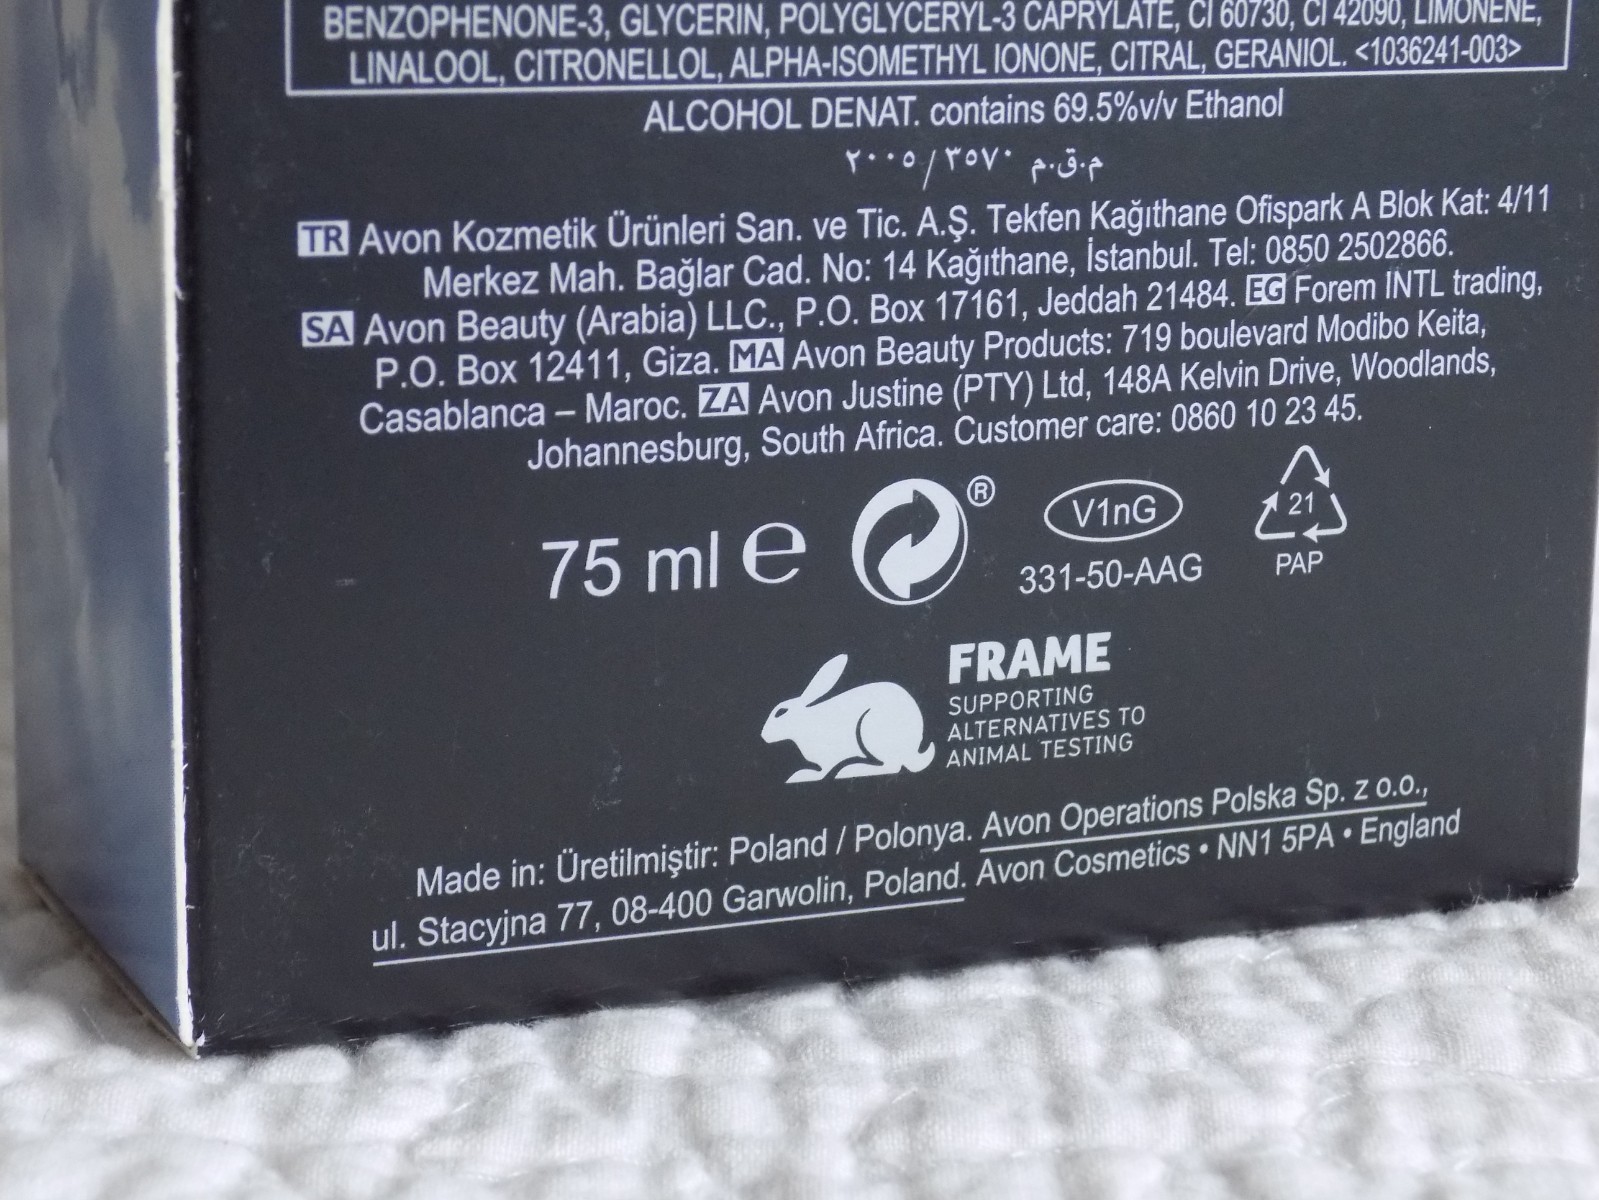 BENZOPHENONE-3, GLYCERIN, POLYGLYCERYL-3 CAPRYLATE, CI 60730, CI 42090, LIMONENE,
LINALOOL, CITRONELLOL, ALPHA-ISOMETHYL IONONE, CITRAL, GERANIOL. <1036241-003>
ALCOHOL DENAT. contains 69.5%v/v Ethanol
م.ق.م ٣٥٧٠ / ٢٠٠٥
TR Avon Kozmetik Ürünleri San. ve Tic. A.Ş. Tekfen Kağıthane Ofispark A Blok Kat: 4/11
Merkez Mah. Bağlar Cad. No: 14 Kağıthane, İstanbul. Tel: 0850 2502866.
SA Avon Beauty (Arabia) LLC., P.O. Box 17161, Jeddah 21484. EG Forem INTL trading,
P.O. Box 12411, Giza. MA Avon Beauty Products: 719 boulevard Modibo Keita,
Casablanca – Maroc. ZA Avon Justine (PTY) Ltd, 148A Kelvin Drive, Woodlands,
Johannesburg, South Africa. Customer care: 0860 10 23 45.
75 ml ℮ ® V1nG 21
331-50-AAG PAP
FRAME
SUPPORTING
ALTERNATIVES TO
ANIMAL TESTING
Made in: Üretilmiştir: Poland / Polonya. Avon Operations Polska Sp. z o.o.,
ul. Stacyjna 77, 08-400 Garwolin, Poland. Avon Cosmetics • NN1 5PA • England